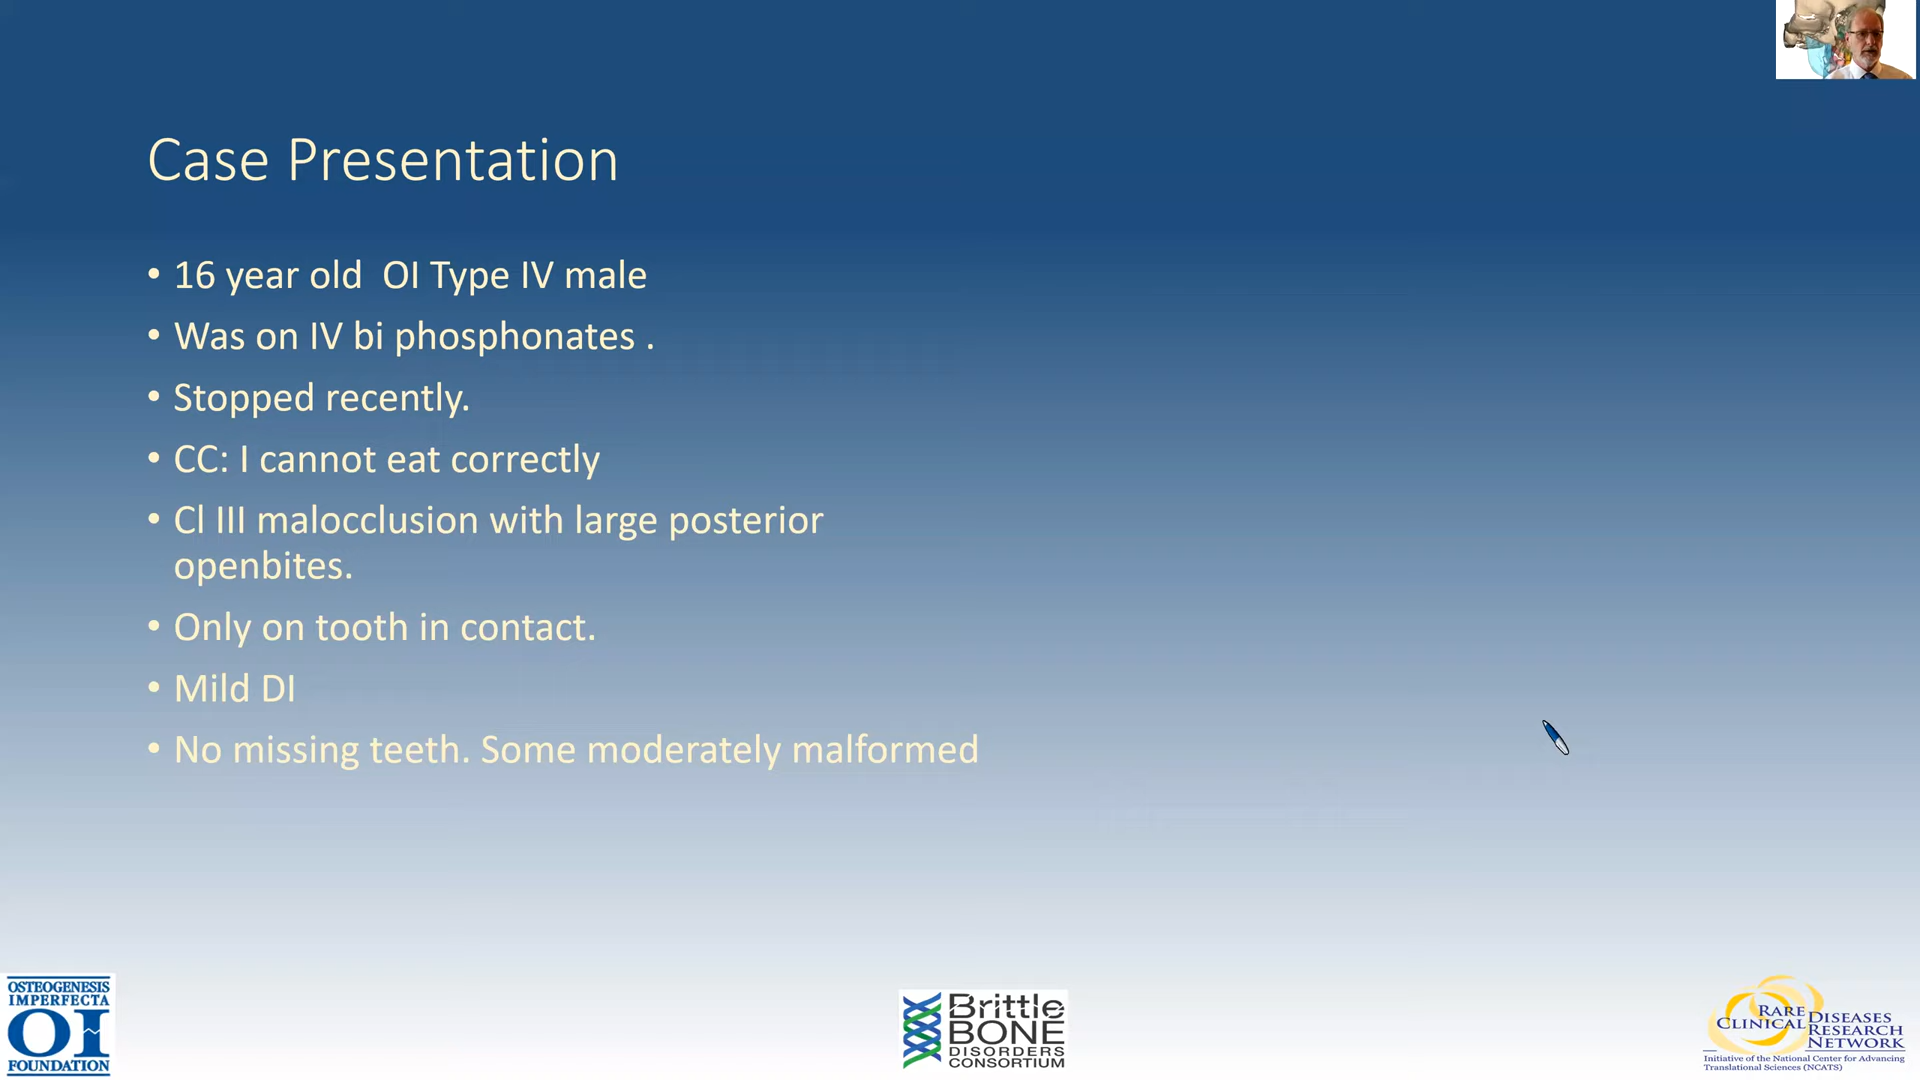 Case Presentation
• 16 year old  OI Type IV male
• Was on IV bi phosphonates .
• Stopped recently.
• CC: I cannot eat correctly
• Cl III malocclusion with large posterior
openbites.
• Only on tooth in contact.
• Mild DI
• No missing teeth. Some moderately malformed
OSTEOGENESIS
IMPERFECTA
OI
FOUNDATION
Brittle
BONE
DISORDERS
CONSORTIUM
RARE DISEASES
CLINICAL RESEARCH
NETWORK
Initiative of the National Center for Advancing
Translational Sciences (NCATS)